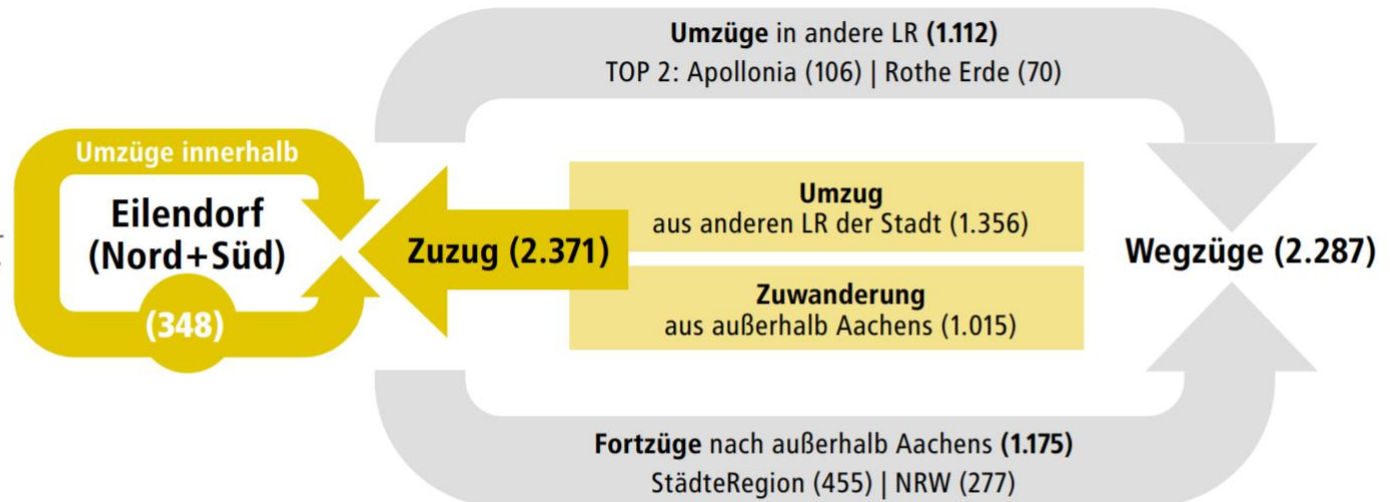 Umzüge in andere LR (1.112)
TOP 2: Apollonia (106) | Rothe Erde (70)
Umzüge innerhalb
Eilendorf
(Nord+Süd)
(348)
Zuzug (2.371)
Umzug
aus anderen LR der Stadt (1.356)
Zuwanderung
aus außerhalb Aachens (1.015)
Wegzüge (2.287)
Fortzüge nach außerhalb Aachens (1.175)
StädteRegion (455) | NRW (277)